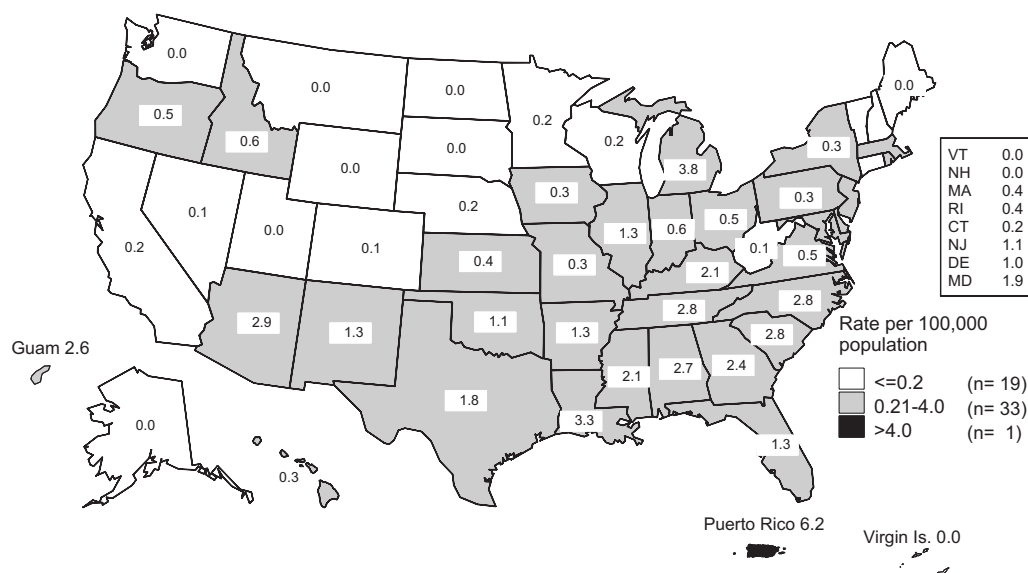 0.0
0.0
0.0
0.0
0.5
0.2
0.2
0.3
0.6
0.0
3.8
0.0
0.3
0.3
0.2
0.1
0.5
0.0
0.1
1.3
0.6
0.1
0.5
0.2
0.4
0.3
2.1
2.9
1.3
1.1
1.3
2.8
2.8
2.8
2.1
2.7
2.4
1.8
3.3
1.3
VT 0.0
NH 0.0
MA 0.4
RI 0.4
CT 0.2
NJ 1.1
DE 1.0
MD 1.9
Rate per 100,000
population
<=0.2 (n= 19)
0.21-4.0 (n= 33)
>4.0 (n= 1)
Guam 2.6
0.0
0.3
Puerto Rico 6.2
Virgin Is. 0.0